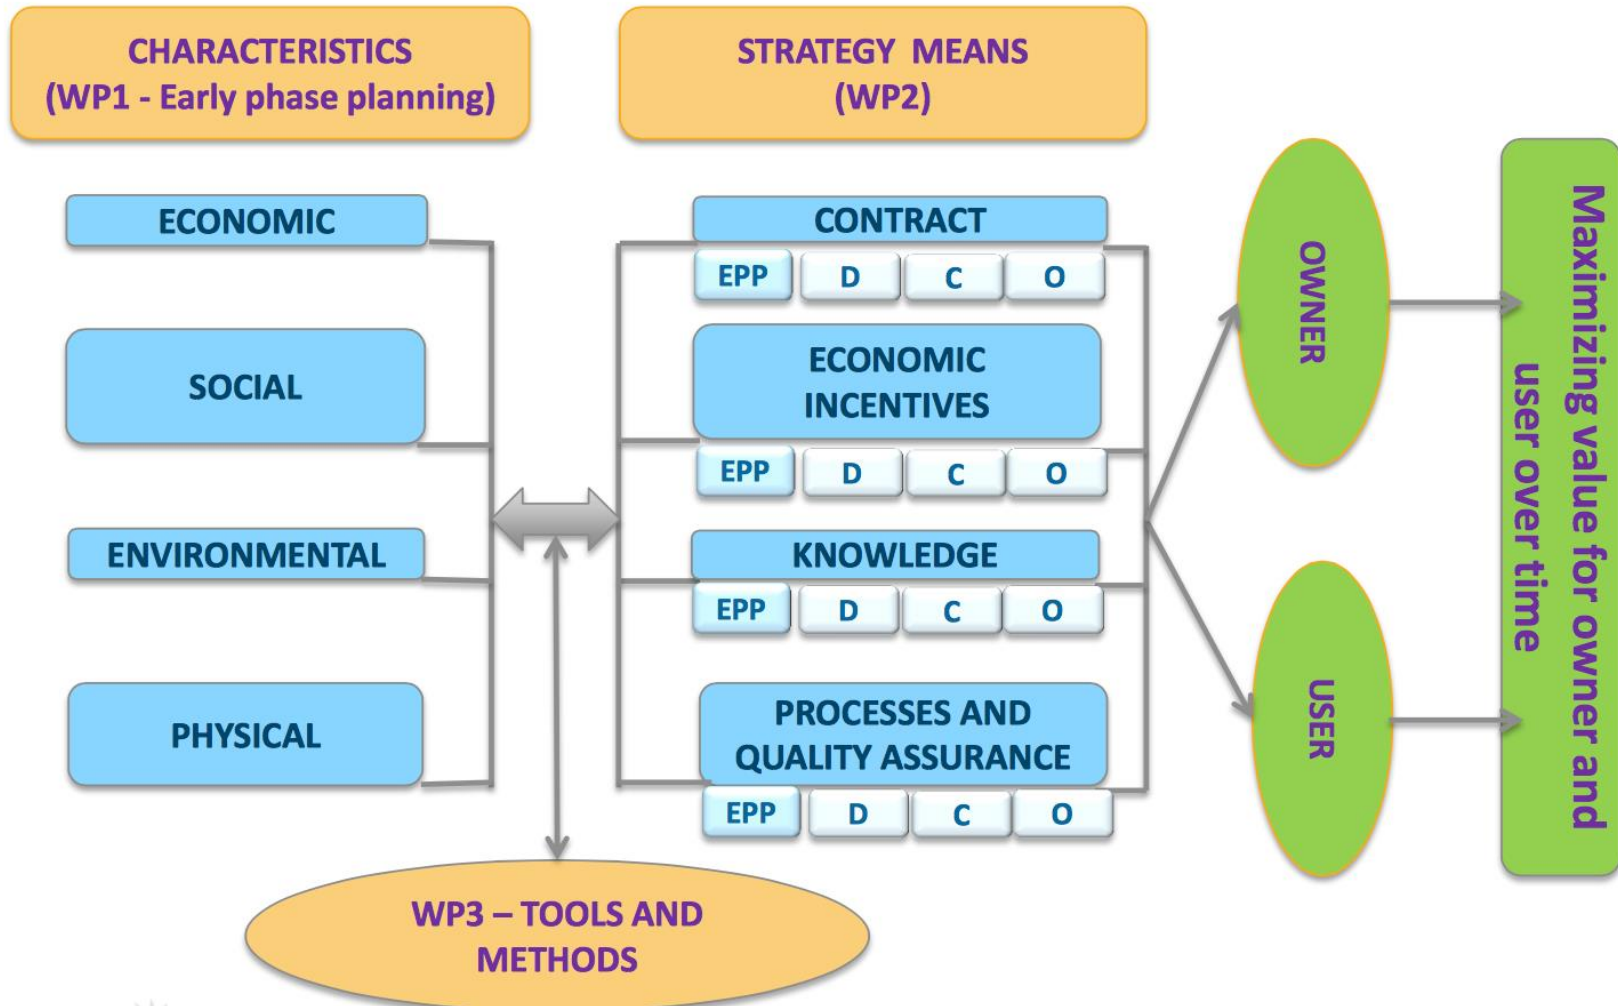 CHARACTERISTICS
(WP1 - Early phase planning)
STRATEGY MEANS
(WP2)
ECONOMIC
SOCIAL
ENVIRONMENTAL
PHYSICAL
CONTRACT
EPP D C O
ECONOMIC
INCENTIVES
EPP D C O
KNOWLEDGE
EPP D C O
PROCESSES AND
QUALITY ASSURANCE
EPP D C O
WP3 – TOOLS AND
METHODS
OWNER
USER
Maximizing value for owner and
user over time